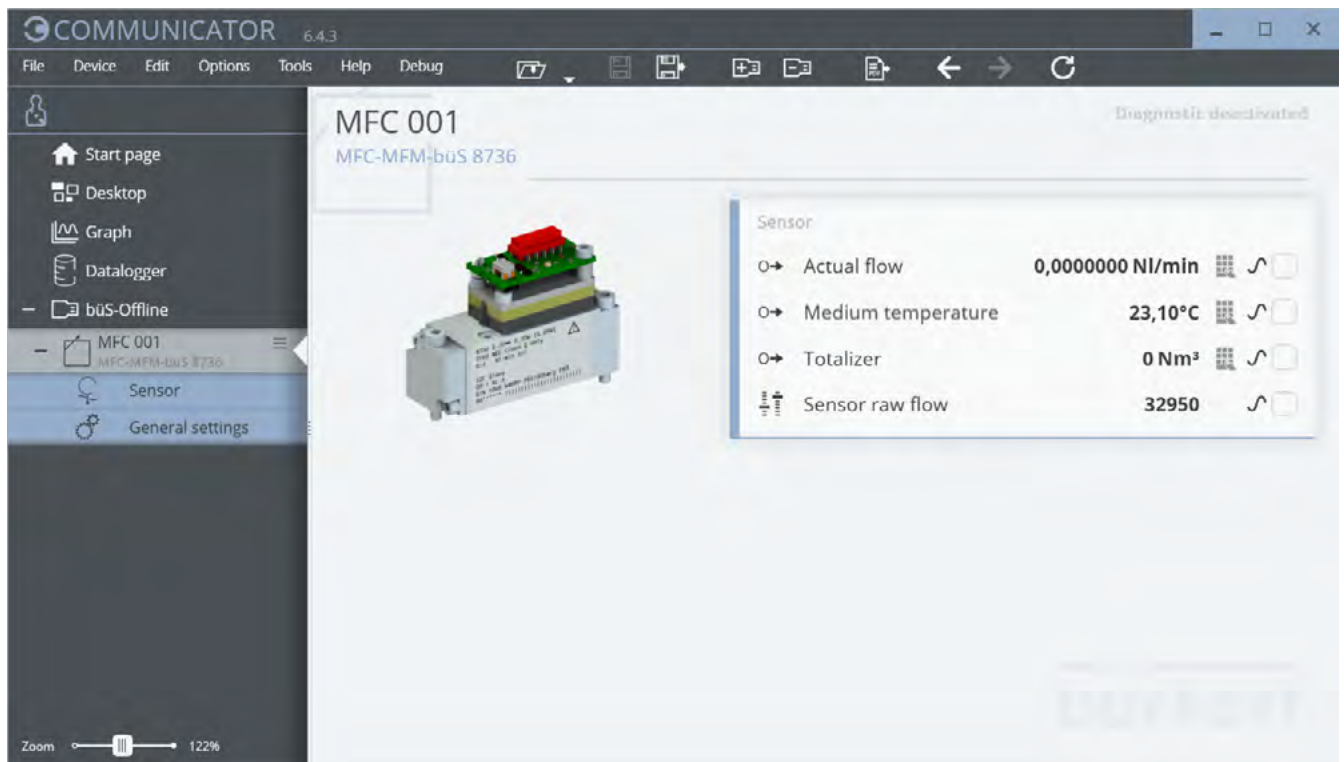 COMMUNICATOR 6.4.3
File Device Edit Options Tools Help Debug
Start page
Desktop
Graph
Datalogger
büS-Offline
MFC 001
MFC-MFM-büS 8736
Sensor
General settings
Zoom 122%
MFC 001
MFC-MFM-büS 8736
Diagnostic deactivated
Sensor
Actual flow 0,0000000 Nl/min
Medium temperature 23,10°C
Totalizer 0 Nm³
Sensor raw flow 32950
burkert